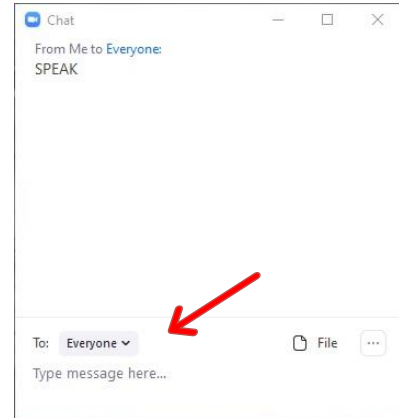 Chat
From Me to Everyone:
SPEAK
To: Everyone File ...
Type message here...